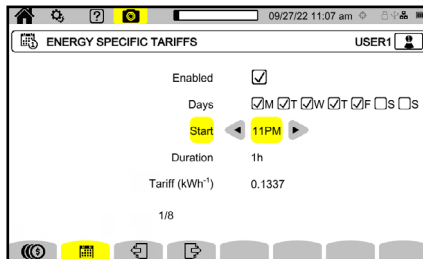 09/27/22 11:07 am
ENERGY SPECIFIC TARIFFS USER1
Enabled
Days M T W T F S S
Start 11PM
Duration 1h
Tariff (kWh⁻¹) 0.1337
1/8